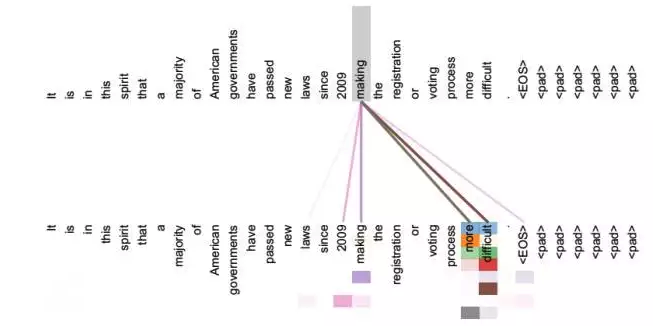 It is in this spirit that a majority of American governments have passed new laws since 2009 making the registration or voting process more difficult . <EOS> <pad> <pad> <pad> <pad> <pad> <pad>
It is in this spirit that a majority of American governments have passed new laws since 2009 making the registration or voting process more difficult . <EOS> <pad> <pad> <pad> <pad> <pad> <pad>